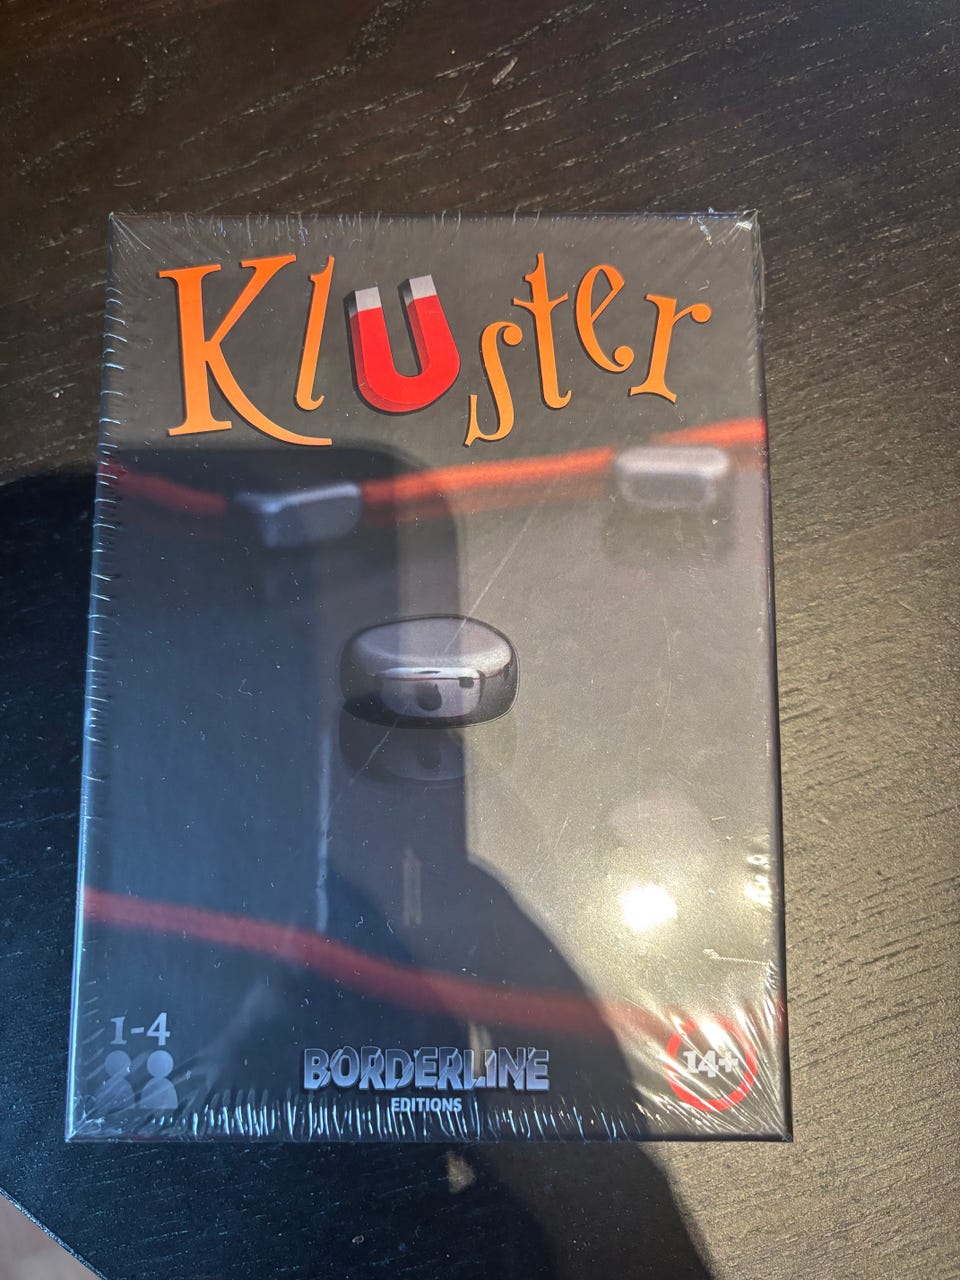 Kluster
1-4
BORDERLINE
EDITIONS
14+